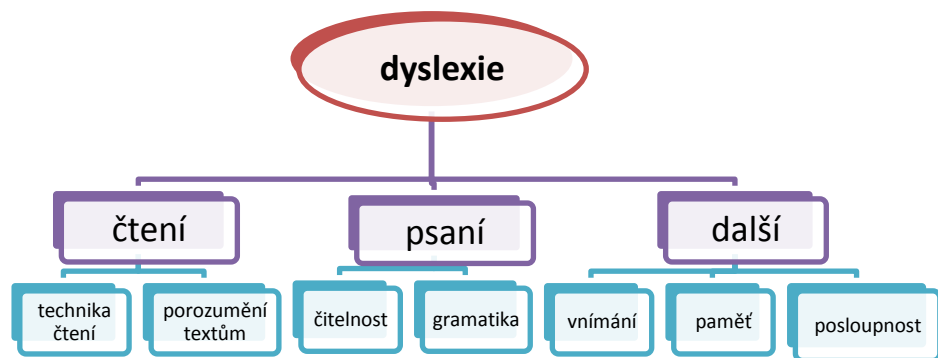 dyslexie
čtení
psaní
další
technika
čtení
porozumění
textům
čitelnost
gramatika
vnímání
paměť
posloupnost